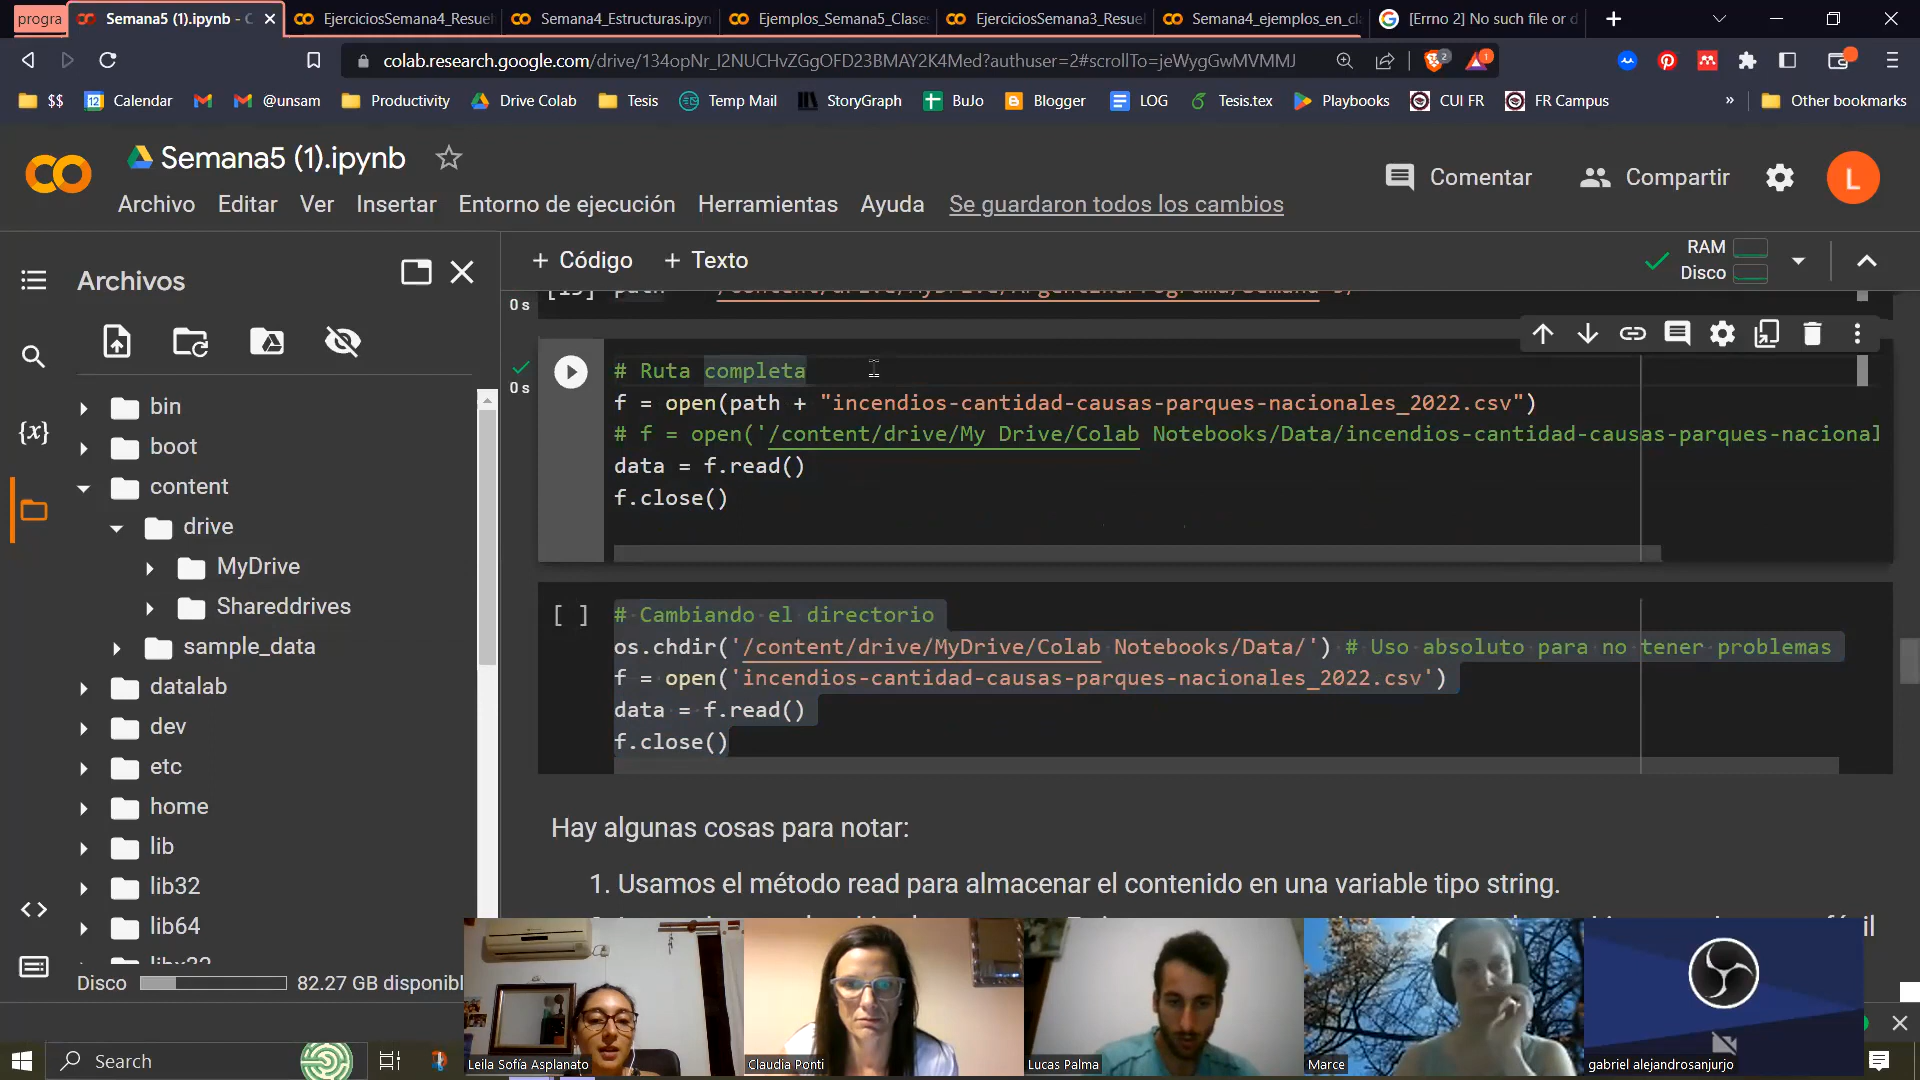 progra
Semana5 (1).ipynb - C
EjerciciosSemana4_Resuel
Semana4_Estructuras.ipyn
Ejemplos_Semana5_Clases
EjerciciosSemana3_Resuel
Semana4_ejemplos_en_cla
[Errno 2] No such file or d
colab.research.google.com/drive/134opNr_I2NUCHvZGgOFD23BMAY2K4Med?authuser=2#scrollTo=jeWygGwMVMMJ
2
1
$$
Calendar
@unsam
Productivity
Drive Colab
Tesis
Temp Mail
StoryGraph
BuJo
Blogger
LOG
Tesis.tex
Playbooks
CUI FR
FR Campus
»
Other bookmarks
Semana5 (1).ipynb
Comentar
Compartir
L
Archivo Editar Ver Insertar Entorno de ejecución Herramientas Ayuda Se guardaron todos los cambios
Archivos
+ Código + Texto
RAM
Disco
0 s
bin
boot
content
drive
MyDrive
Shareddrives
sample_data
datalab
dev
etc
home
lib
lib32
lib64
Disco
82.27 GB disponibl
{x}
0 s
# Ruta completa
f = open(path + "incendios-cantidad-causas-parques-nacionales_2022.csv")
# f = open('/content/drive/My Drive/Colab Notebooks/Data/incendios-cantidad-causas-parques-nacional
data = f.read()
f.close()
[ ]
# Cambiando el directorio
os.chdir('/content/drive/MyDrive/Colab Notebooks/Data/') # Uso absoluto para no tener problemas
f = open('incendios-cantidad-causas-parques-nacionales_2022.csv')
data = f.read()
f.close()
Hay algunas cosas para notar:
1. Usamos el método read para almacenar el contenido en una variable tipo string.
Leila Sofía Asplanato
Claudia Ponti
Lucas Palma
Marce
gabriel alejandrosanjurjo
Search